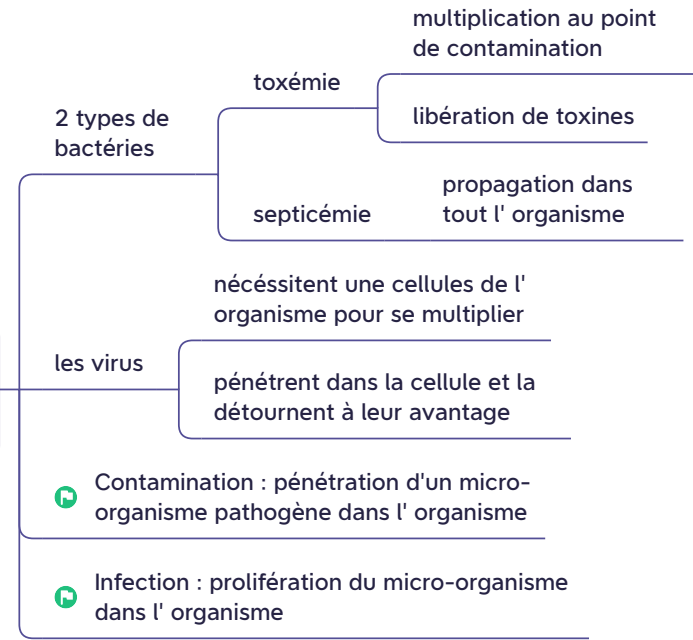 multiplication au point
de contamination
toxémie
libération de toxines
2 types de
bactéries
propagation dans
tout l' organisme
septicémie
nécéssitent une cellules de l'
organisme pour se multiplier
les virus
pénétrent dans la cellule et la
détournent à leur avantage
Contamination : pénétration d'un micro-
organisme pathogène dans l' organisme
Infection : prolifération du micro-organisme
dans l' organisme